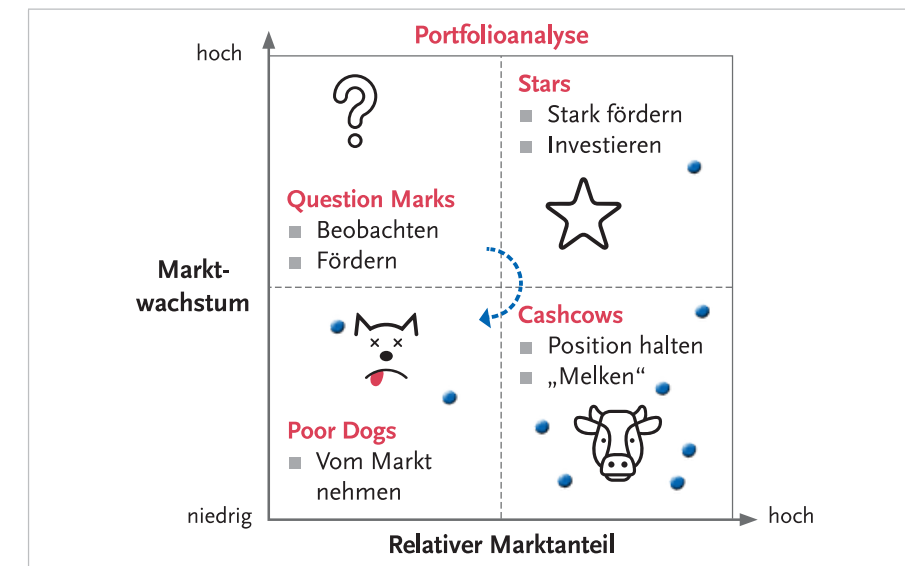 Portfolioanalyse
hoch
Stars
Stark fördern
Investieren
Question Marks
Beobachten
Fördern
Markt-
wachstum
Cashcows
Position halten
„Melken“
Poor Dogs
Vom Markt
nehmen
niedrig
hoch
Relativer Marktanteil